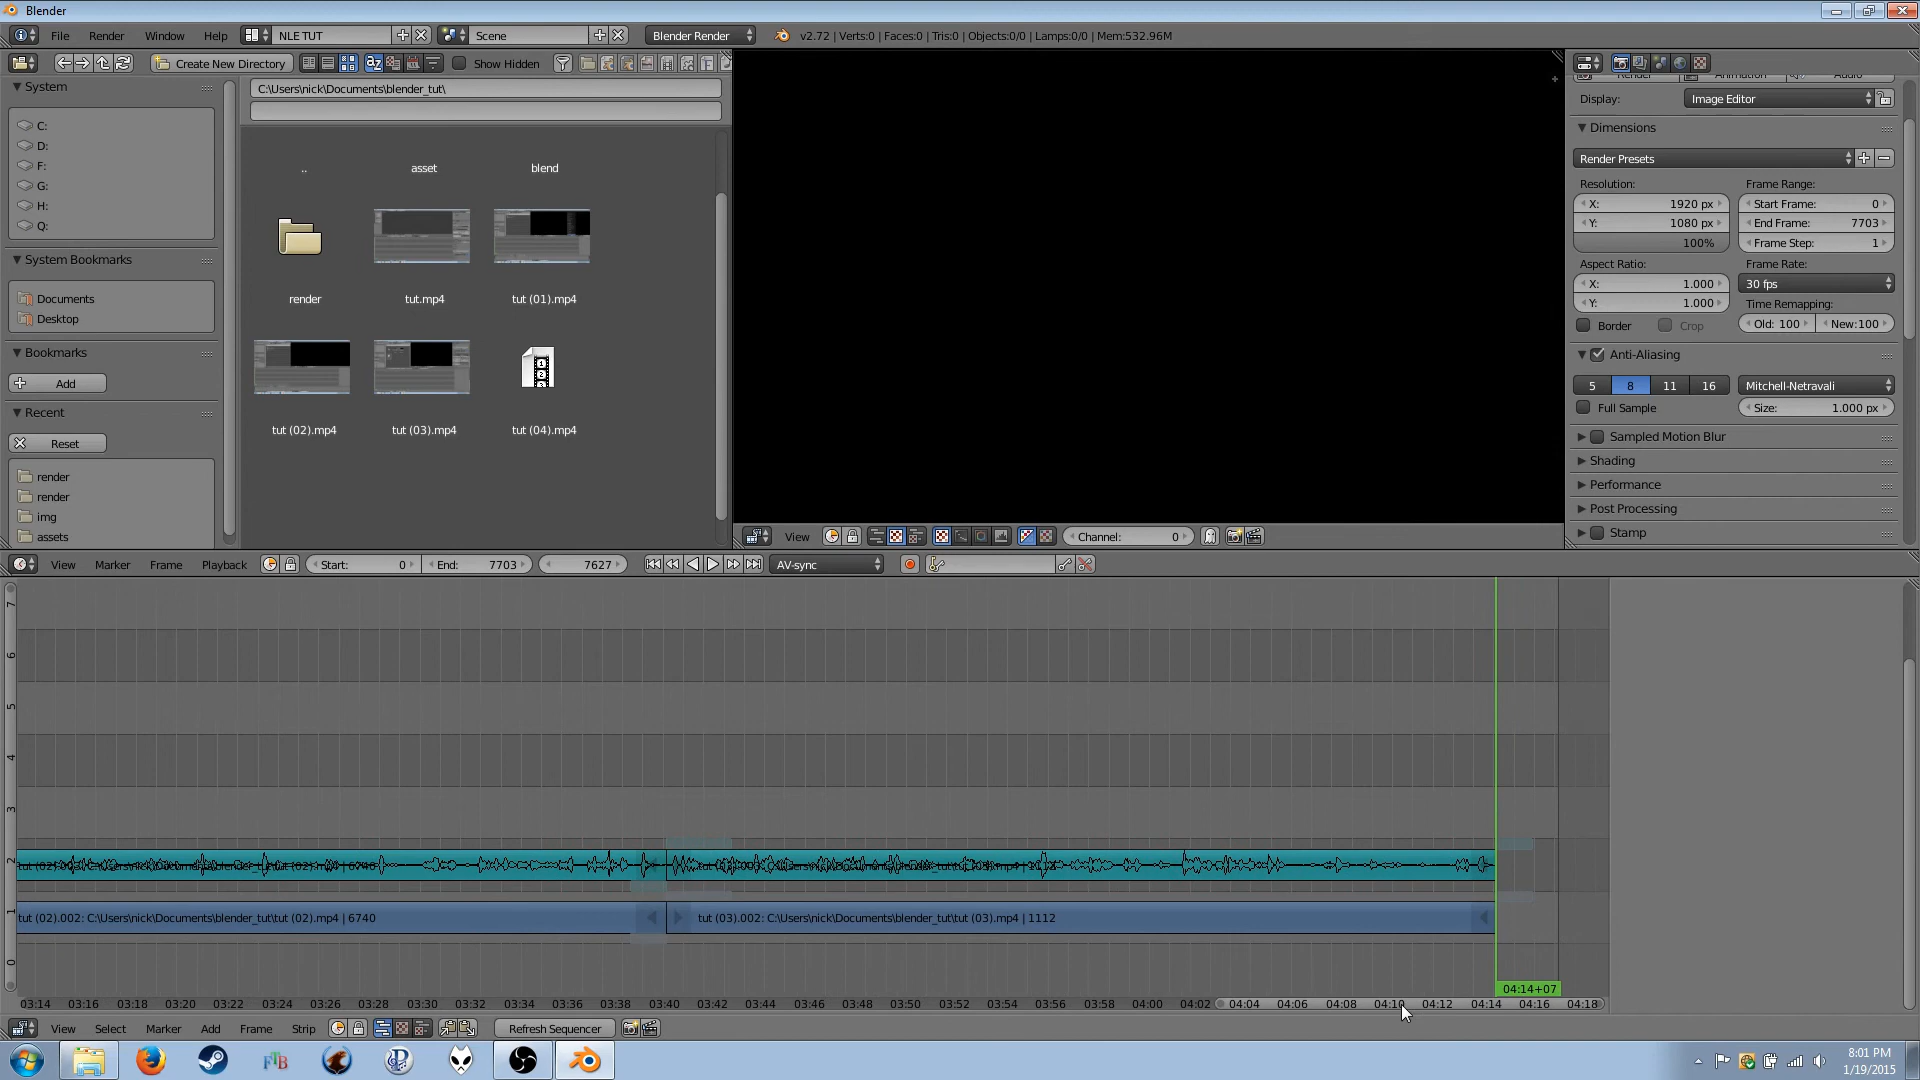 Blender
File Render Window Help NLE TUT Scene Blender Render v2.72 | Verts:0 | Faces:0 | Tris:0 | Objects:0/0 | Lamps:0/0 | Mem:532.96M
Create New Directory Show Hidden
System
C:
D:
F:
G:
H:
Q:
System Bookmarks
Documents
Desktop
Bookmarks
Add
Recent
Reset
render
render
img
assets
C:\Users\nick\Documents\blender_tut\
.. asset blend
render tut.mp4 tut (01).mp4
tut (02).mp4 tut (03).mp4 tut (04).mp4
View Channel: 0
Render Animation Audio
Display: Image Editor
Dimensions
Render Presets
Resolution: Frame Range:
X: 1920 px Start Frame: 0
Y: 1080 px End Frame: 7703
100% Frame Step: 1
Aspect Ratio: Frame Rate:
X: 1.000 30 fps
Y: 1.000 Time Remapping:
Border Crop Old: 100 New:100
Anti-Aliasing
5 8 11 16 Mitchell-Netravali
Full Sample Size: 1.000 px
Sampled Motion Blur
Shading
Performance
Post Processing
Stamp
View Marker Frame Playback Start: 0 End: 7703 7627 AV-sync
7
6
5
4
3
2
1
0
tut (02).002: C:\Users\nick\Documents\blender_tut\tut (02).mp4 | 6740
tut (03).002: C:\Users\nick\Documents\blender_tut\tut (03).mp4 | 1112
04:14+07
03:14 03:16 03:18 03:20 03:22 03:24 03:26 03:28 03:30 03:32 03:34 03:36 03:38 03:40 03:42 03:44 03:46 03:48 03:50 03:52 03:54 03:56 03:58 04:00 04:02 04:04 04:06 04:08 04:10 04:12 04:14 04:16 04:18
View Select Marker Add Frame Strip Refresh Sequencer
FTB
8:01 PM
1/19/2015